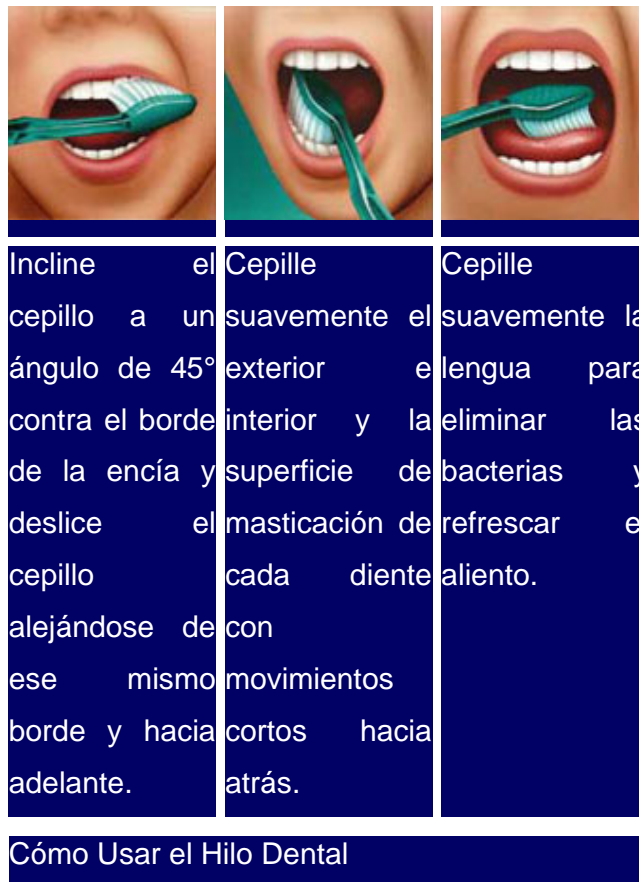 Incline el
cepillo a un
ángulo de 45°
contra el borde
de la encía y
deslice el
cepillo
alejándose de
ese mismo
borde y hacia
adelante.
Cepille
suavemente el
exterior e
interior y la
superficie de
masticación de
cada diente
con
movimientos
cortos hacia
atrás.
Cepille
suavemente la
lengua para
eliminar las
bacterias y
refrescar el
aliento.
Cómo Usar el Hilo Dental